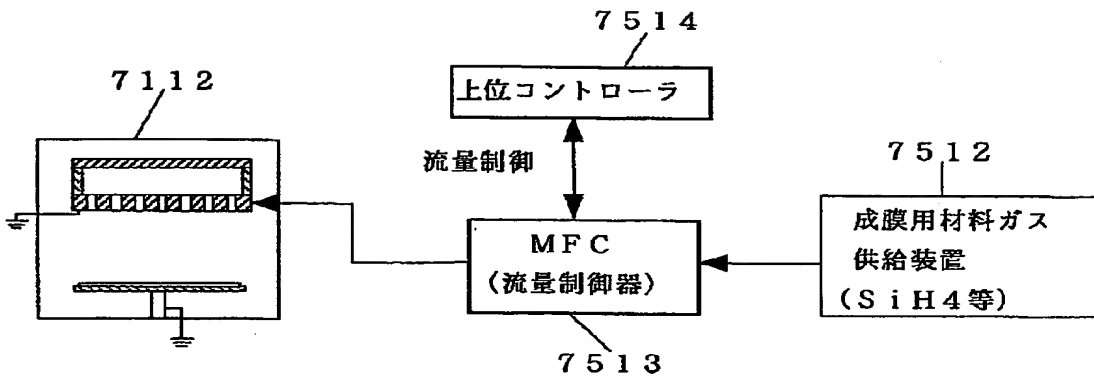 ７５１４
７１１２
上位コントローラ
流量制御
７５１２
ＭＦＣ
（流量制御器）
成膜用材料ガス
供給装置
（ＳｉＨ４等）
７５１３